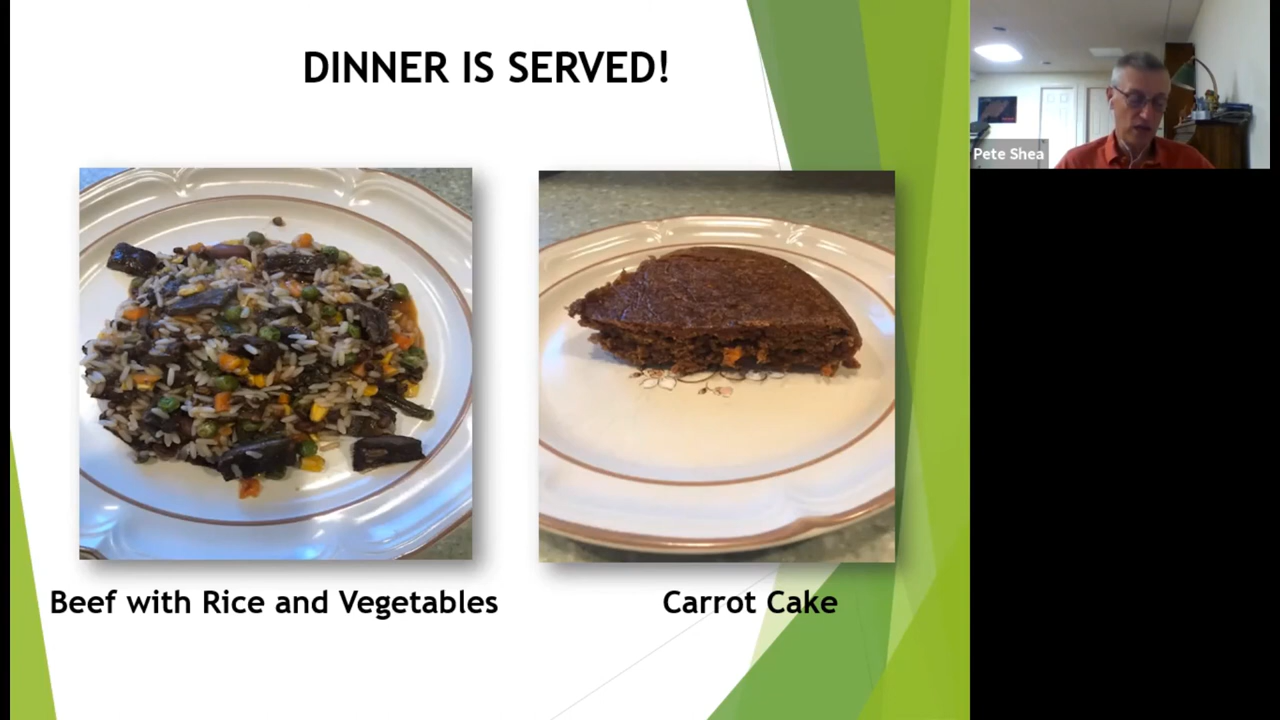 DINNER IS SERVED!
Pete Shea
Beef with Rice and Vegetables
Carrot Cake